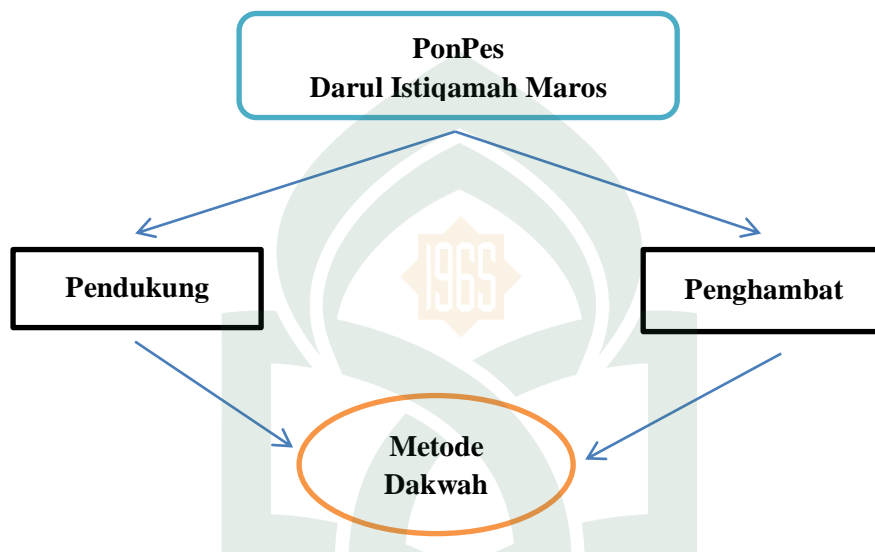 PonPes
Darul Istiqamah Maros
Pendukung
1965
Penghambat
Metode
Dakwah